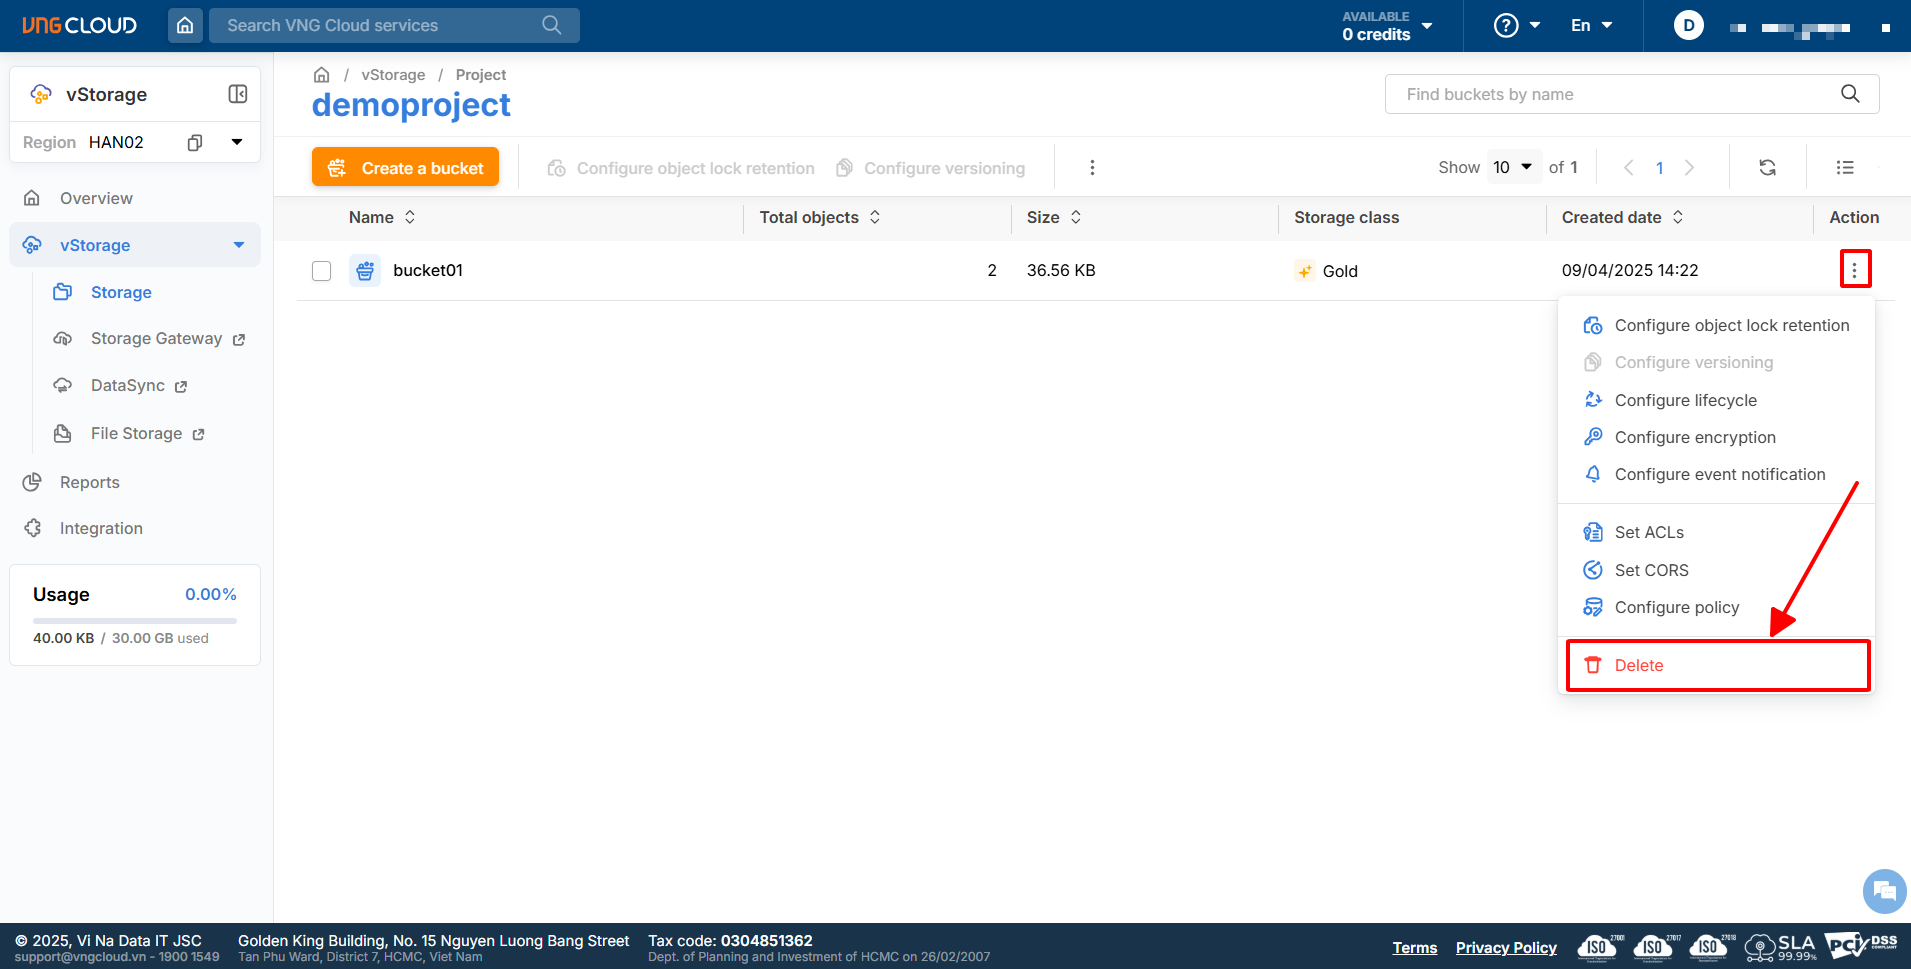 VNG CLOUD
Search VNG Cloud services
AVAILABLE
0 credits
En
D
vStorage
Region HAN02
Overview
vStorage
Storage
Storage Gateway
DataSync
File Storage
Reports
Integration
Usage 0.00%
40.00 KB / 30.00 GB used
/ vStorage / Project
demoproject
Find buckets by name
Create a bucket
Configure object lock retention
Configure versioning
Show 10 of 1
1
Name
Total objects
Size
Storage class
Created date
Action
bucket01
2
36.56 KB
Gold
09/04/2025 14:22
Configure object lock retention
Configure versioning
Configure lifecycle
Configure encryption
Configure event notification
Set ACLs
Set CORS
Configure policy
Delete
© 2025, Vi Na Data IT JSC
support@vngcloud.vn - 1900 1549
Golden King Building, No. 15 Nguyen Luong Bang Street
Tan Phu Ward, District 7, HCMC, Viet Nam
Tax code: 0304851362
Dept. of Planning and Investment of HCMC on 26/02/2007
Terms
Privacy Policy
ISO 27001
ISO 27017
ISO 27018
SLA
99.99%
PCI DSS
COMPLIANT